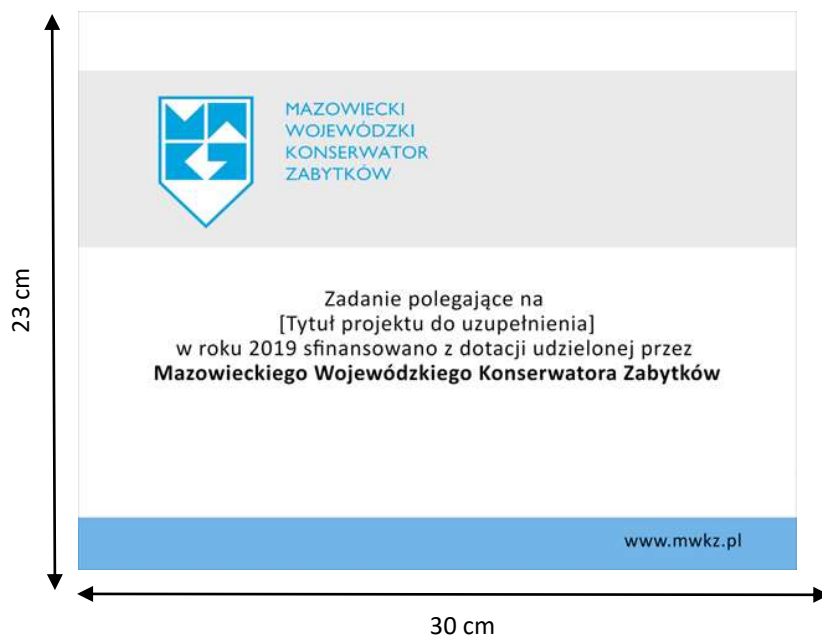 MAZOWIECKI
WOJEWÓDZKI
KONSERWATOR
ZABYTKÓW
23 cm
Zadanie polegające na
[Tytuł projektu do uzupełnienia]
w roku 2019 sfinansowano z dotacji udzielonej przez
Mazowieckiego Wojewódzkiego Konserwatora Zabytków
www.mwkz.pl
30 cm